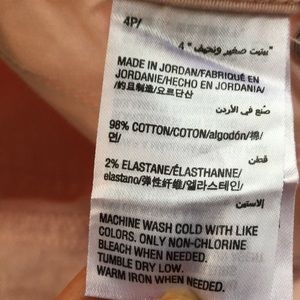 4P/
بيتيت صغير ونحيف " 4
MADE IN JORDAN/FABRIQUÉ EN
JORDANIE/HECHO EN JORDANIA
/约旦制造/요르단산
صنع في الأردن
98% COTTON/COTON/algodón/棉/
면/
قطن
2% ELASTANE/ÉLASTHANNE/
elastano/弹性纤维/엘라스테인/
إلاستين
MACHINE WASH COLD WITH LIKE
COLORS. ONLY NON-CHLORINE
BLEACH WHEN NEEDED.
TUMBLE DRY LOW.
WARM IRON WHEN NEEDED.